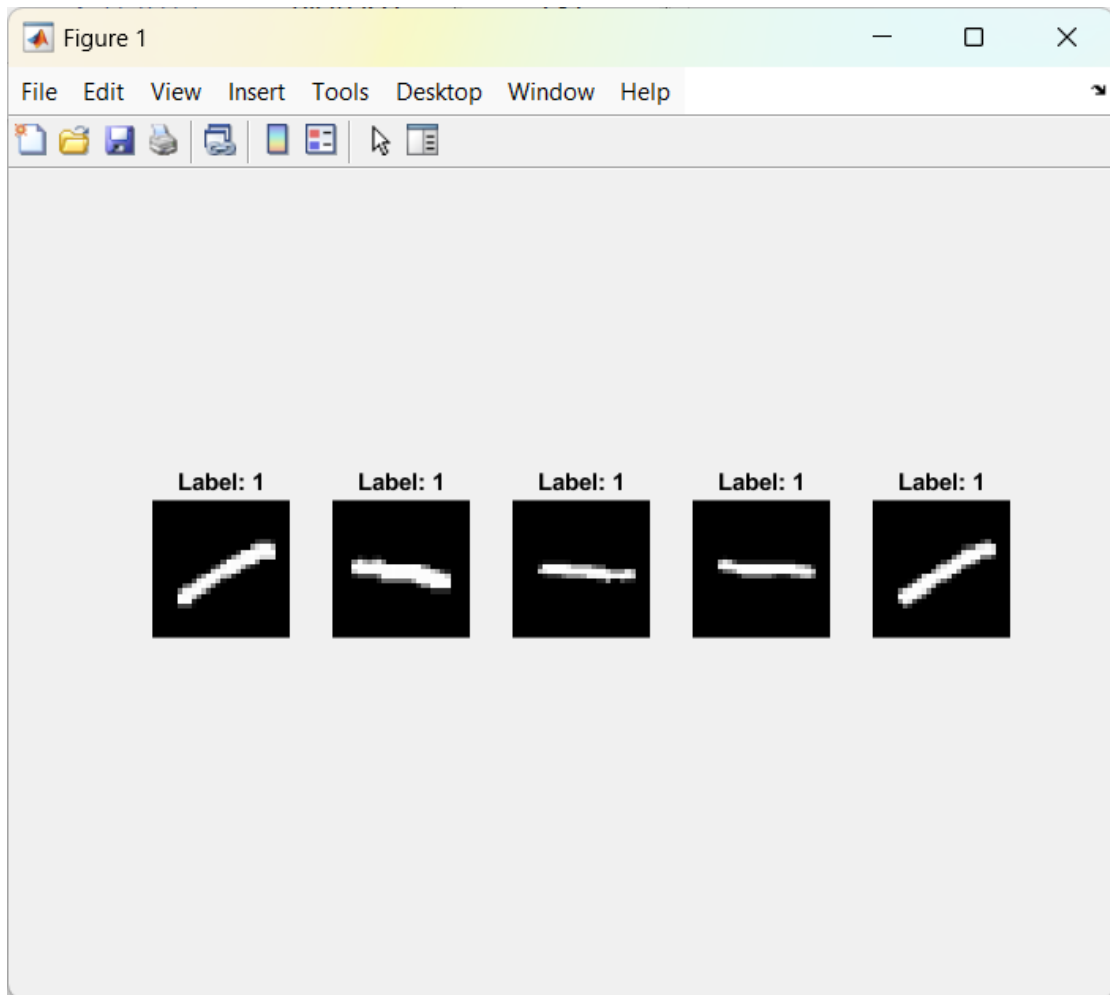 Figure 1
File Edit View Insert Tools Desktop Window Help
Label: 1 Label: 1 Label: 1 Label: 1 Label: 1